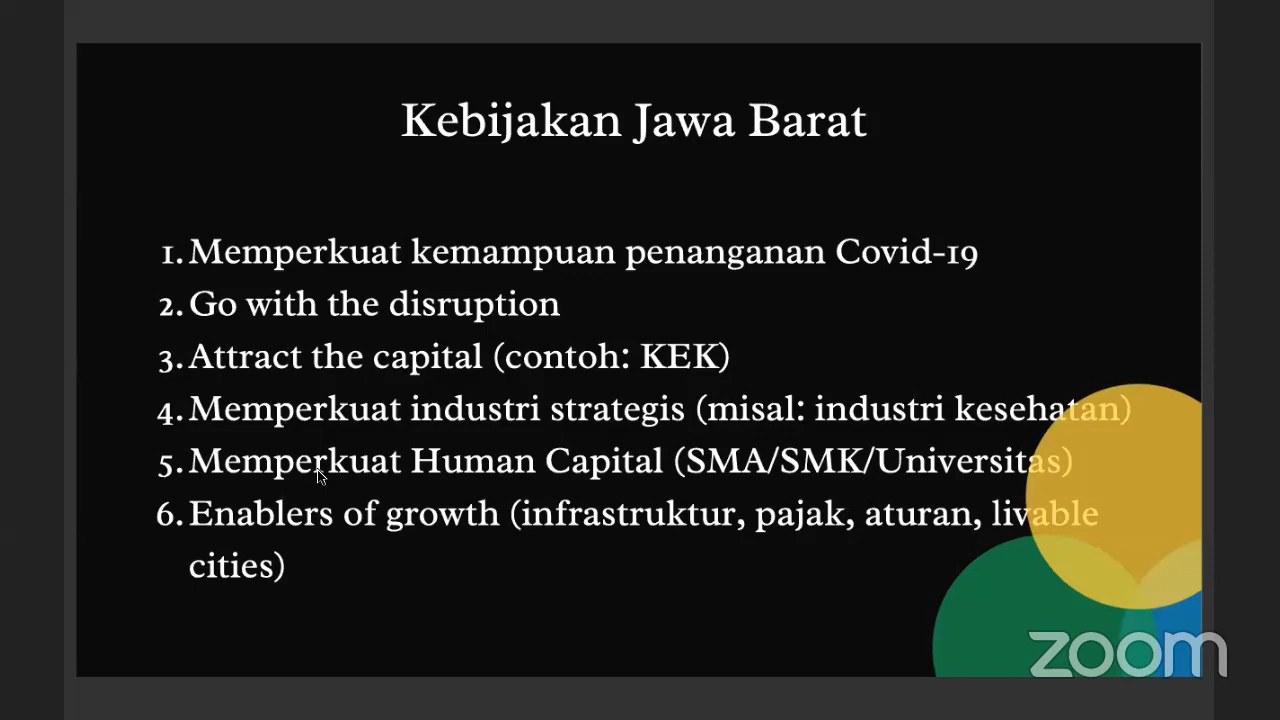 Kebijakan Jawa Barat
1. Memperkuat kemampuan penanganan Covid-19
2. Go with the disruption
3. Attract the capital (contoh: KEK)
4. Memperkuat industri strategis (misal: industri kesehatan)
5. Memperkuat Human Capital (SMA/SMK/Universitas)
6. Enablers of growth (infrastruktur, pajak, aturan, livable
cities)
zoom